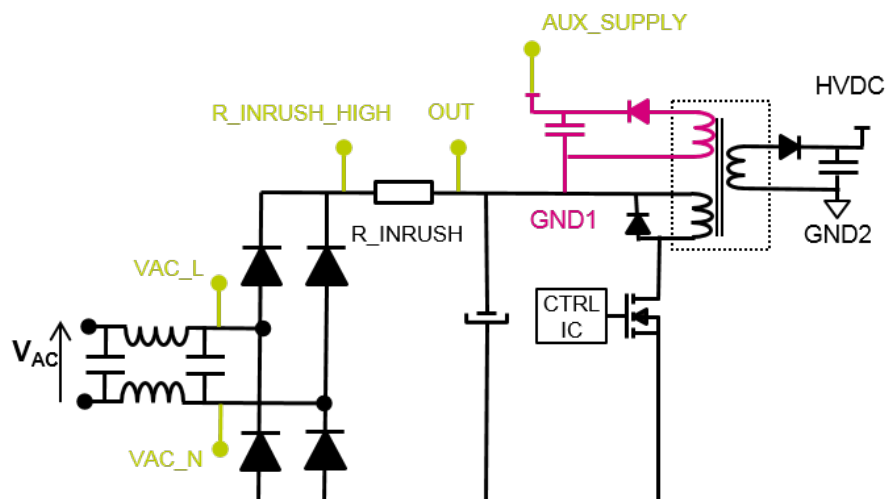 AUX_SUPPLY
HVDC
R_INRUSH_HIGH
OUT
GND1
R_INRUSH
GND2
VAC_L
CTRL
IC
VAC
VAC_N